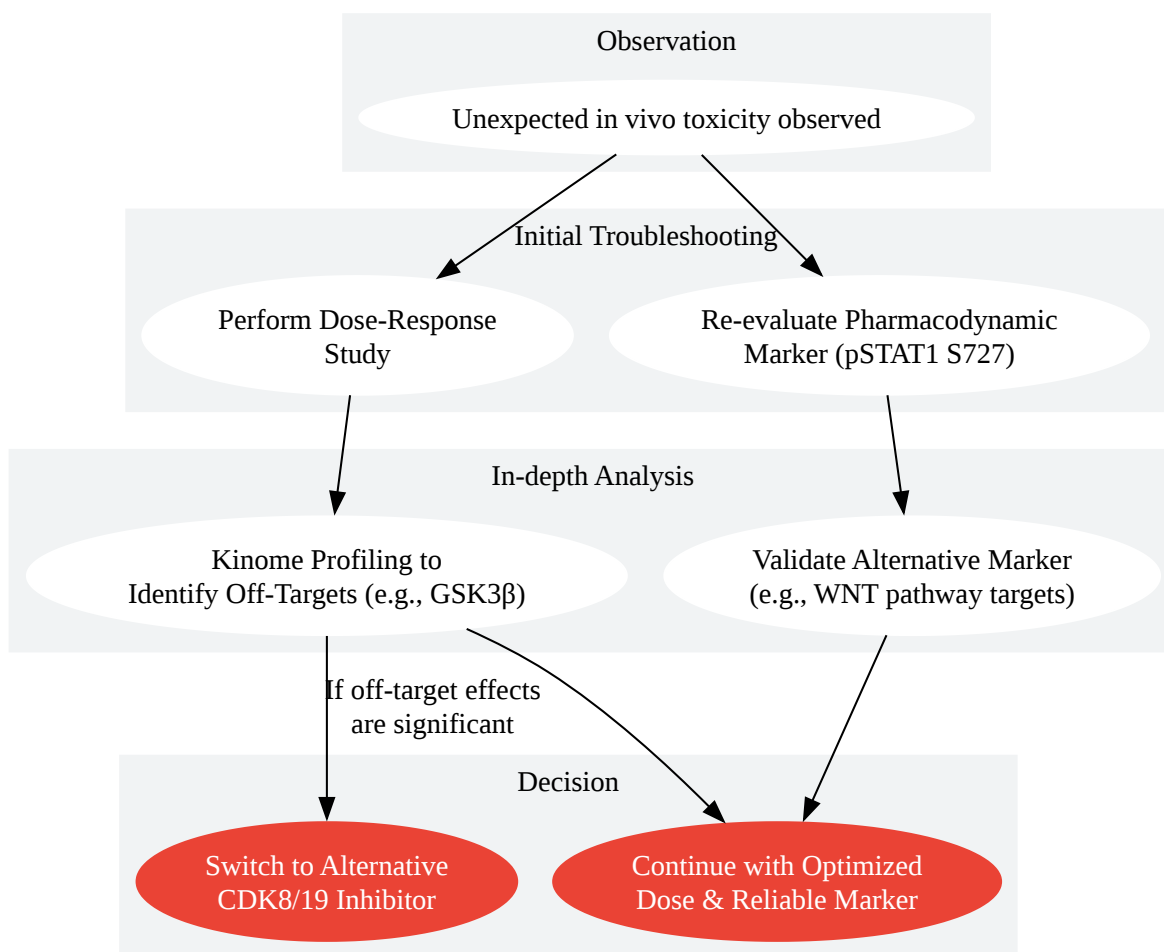 Observation
Unexpected in vivo toxicity observed
Initial Troubleshooting
Perform Dose-Response
Study
Re-evaluate Pharmacodynamic
Marker (pSTAT1 S727)
In-depth Analysis
Kinome Profiling to
Identify Off-Targets (e.g., GSK3β)
Validate Alternative Marker
(e.g., WNT pathway targets)
If off-target effects
are significant
Decision
Switch to Alternative
CDK8/19 Inhibitor
Continue with Optimized
Dose & Reliable Marker